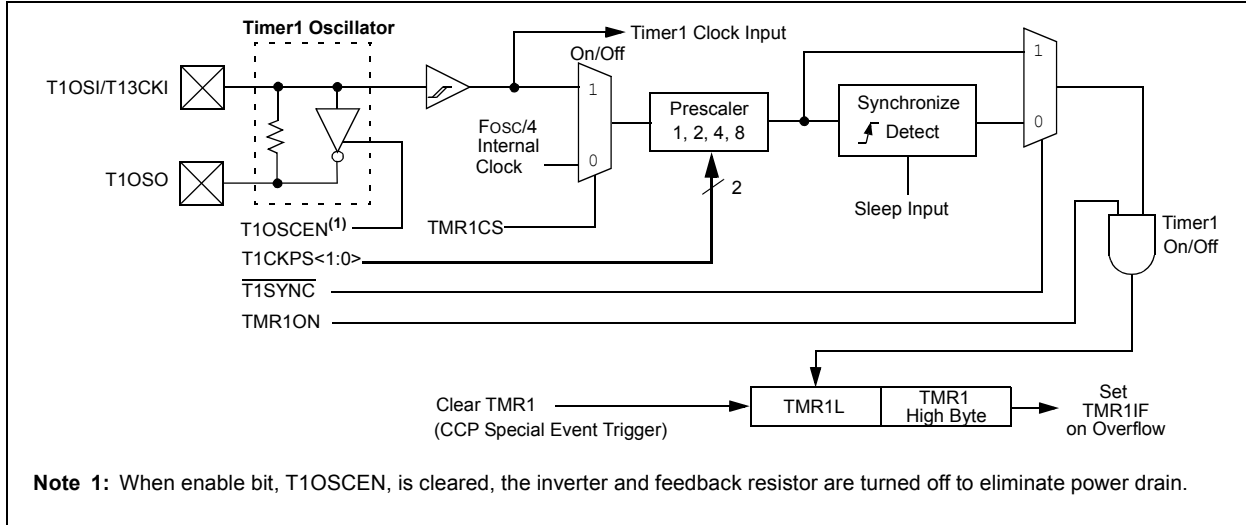 Timer1 Oscillator
T1OSI/T13CKI
T1OSO
T1OSCEN(1)
Timer1 Clock Input
On/Off
1
0
FOSC/4
Internal
Clock
TMR1CS
Prescaler
1, 2, 4, 8
2
Synchronize
Detect
Sleep Input
1
0
Timer1
On/Off
T1CKPS<1:0>
T1SYNC
TMR1ON
Clear TMR1
(CCP Special Event Trigger)
TMR1L
TMR1
High Byte
Set
TMR1IF
on Overflow
Note 1: When enable bit, T1OSCEN, is cleared, the inverter and feedback resistor are turned off to eliminate power drain.